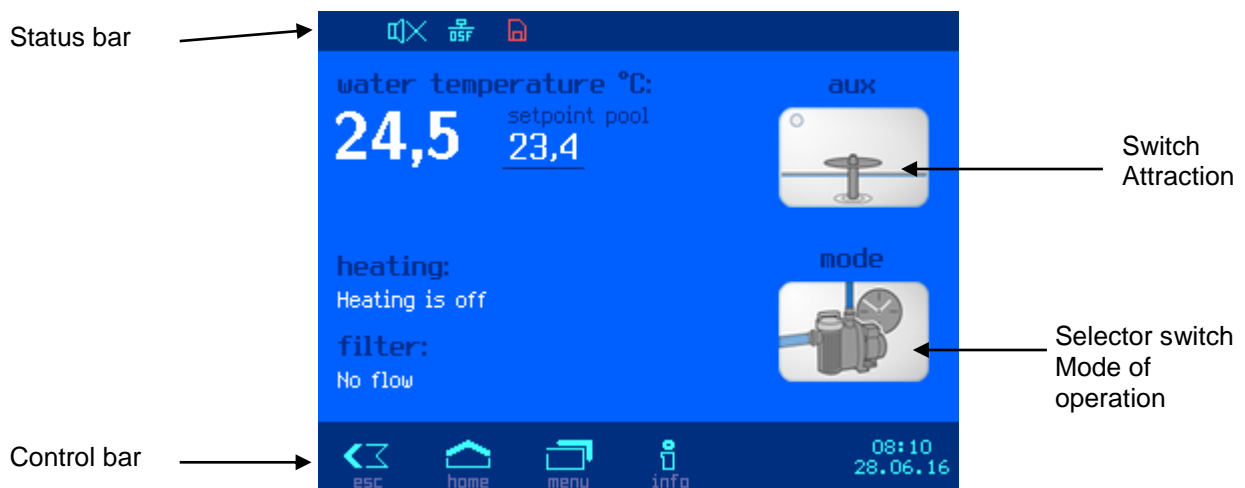 Status bar
OSF
water temperature °C:
24,5
setpoint pool
23,4
aux
Switch
Attraction
heating:
Heating is off
filter:
No flow
mode
Selector switch
Mode of
operation
Control bar
esc
home
menu
info
08:10
28.06.16